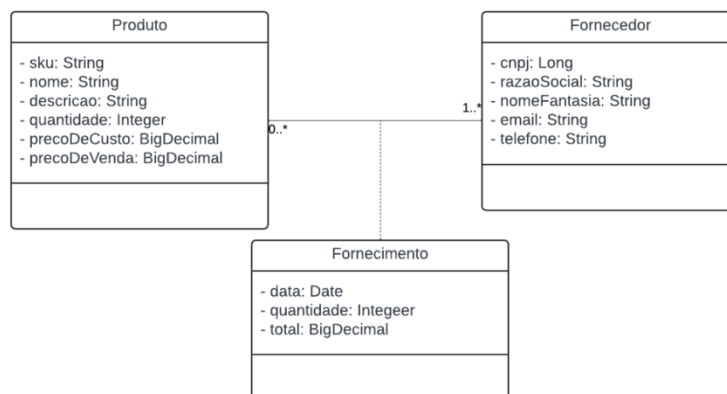 Produto
- sku: String
- nome: String
- descricao: String
- quantidade: Integer
- precoDeCusto: BigDecimal
- precoDeVenda: BigDecimal
0..*
1..*
Fornecedor
- cnpj: Long
- razaoSocial: String
- nomeFantasia: String
- email: String
- telefone: String
Fornecimento
- data: Date
- quantidade: Integeer
- total: BigDecimal